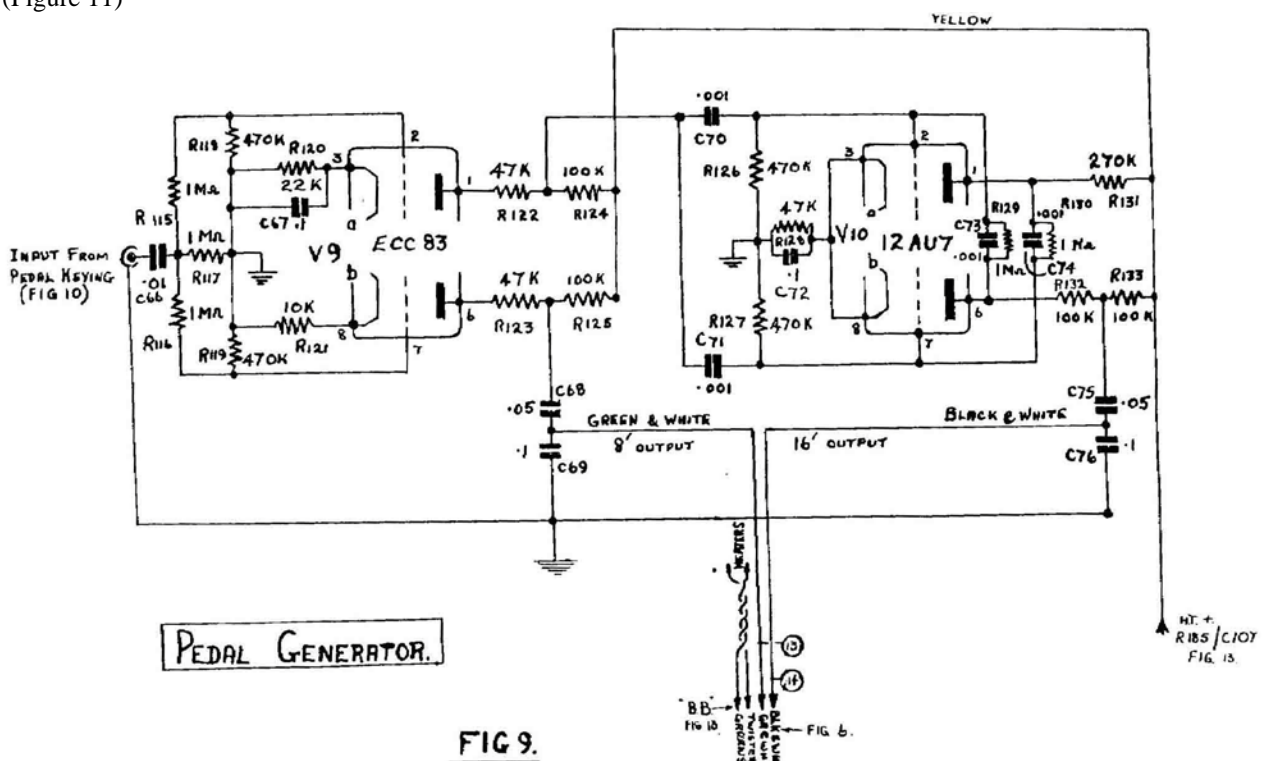 (Figure 11)
YELLOW
.001
C70
R118
470K
R120
22K
C67 .1
3
2
1
47K
R122
100K
R124
1MΩ
R115
INPUT FROM
PEDAL KEYING
(FIG 10)
.01
C66
1MΩ
R117
1MΩ
R116
V9
ECC 83
a
b
10K
R121
8
7
6
R119
470K
47K
R123
100K
R125
R126
470K
47K
R128
.1
C72
R127
470K
C71
.001
3
2
1
V10
12AU7
a
b
8
7
6
C73
.001
R129
1MΩ
R130
.001
C74
270K
R131
R132
100K
R133
100K
C68
.05
.1
C69
GREEN & WHITE
8' OUTPUT
BLACK & WHITE
16' OUTPUT
C75
.05
C76
.1
HEATERS
13
14
"BB"
GREENS
TWISTED
FIG 6.
HT. +
R185/C107
FIG. 13.
PEDAL GENERATOR.
FIG 9.